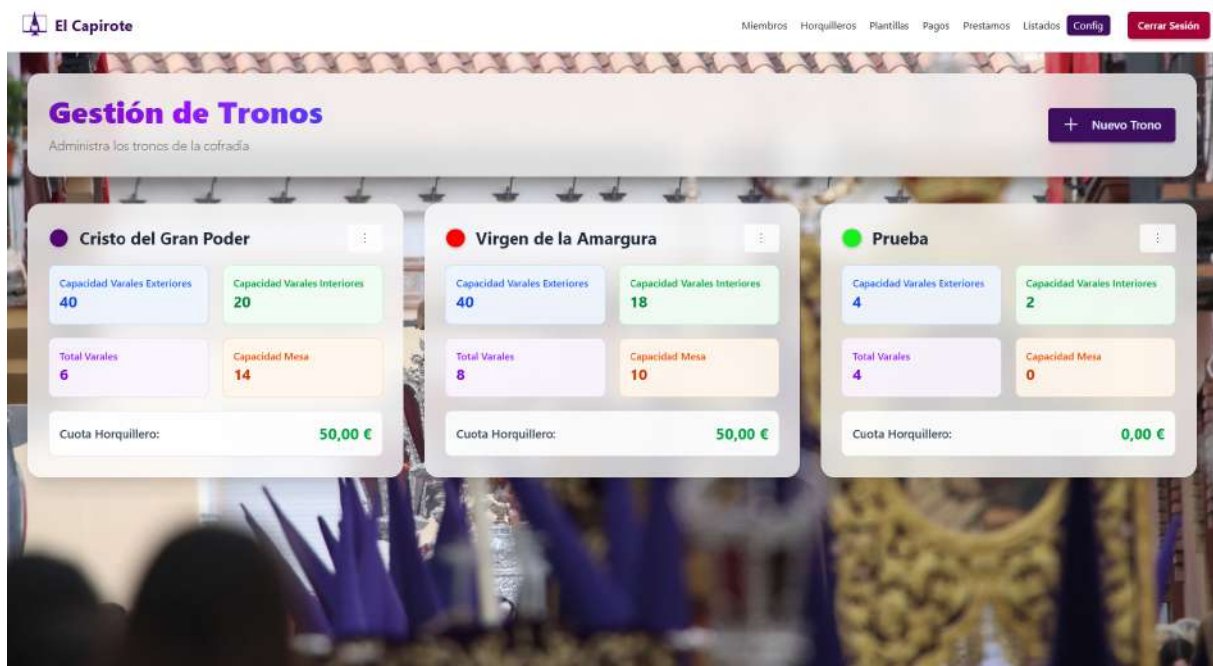 El Capirote
Miembros Horquilleros Plantillas Pagos Prestamos Listados Config Cerrar Sesión
Gestión de Tronos
Administra los tronos de la cofradía
+ Nuevo Trono
Cristo del Gran Poder
Capacidad Varales Exteriores
40
Capacidad Varales Interiores
20
Total Varales
6
Capacidad Mesa
14
Cuota Horquillero: 50,00 €
Virgen de la Amargura
Capacidad Varales Exteriores
40
Capacidad Varales Interiores
18
Total Varales
8
Capacidad Mesa
10
Cuota Horquillero: 50,00 €
Prueba
Capacidad Varales Exteriores
4
Capacidad Varales Interiores
2
Total Varales
4
Capacidad Mesa
0
Cuota Horquillero: 0,00 €